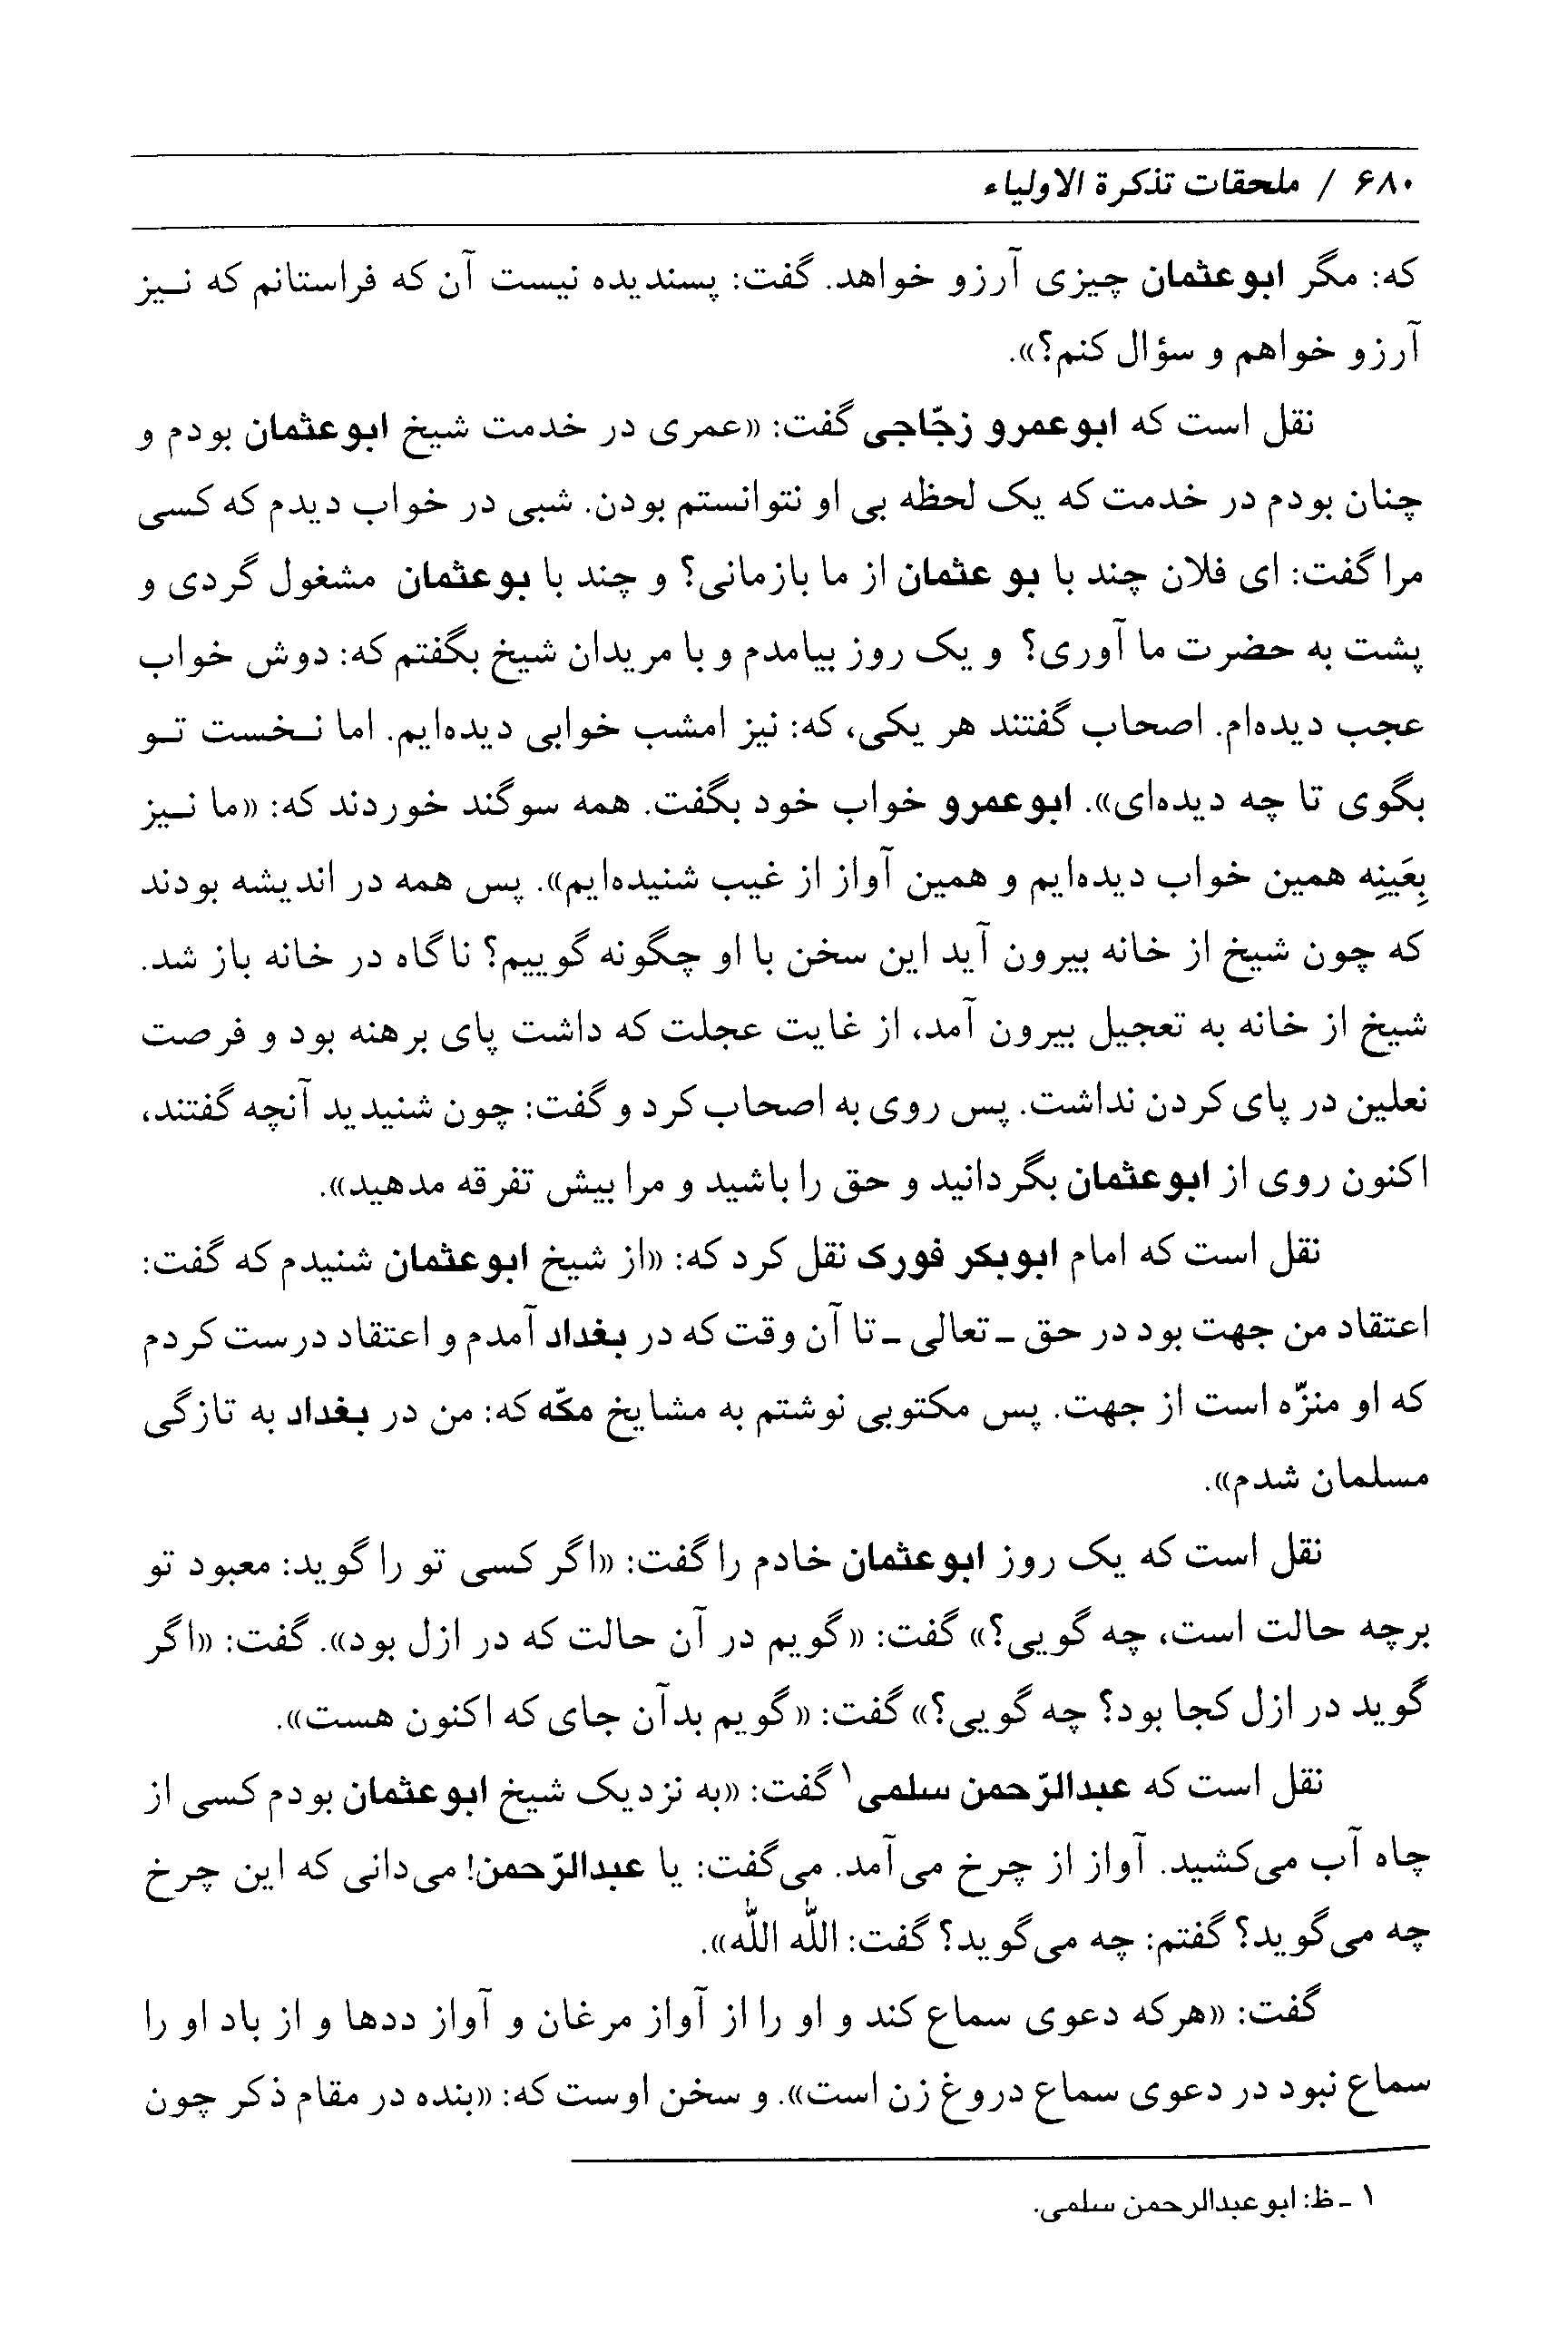 ۶۸۰ / ملحقات تذکرة الاولیاء
که: مگر ابوعثمان چیزی آرزو خواهد. گفت: پسندیده نیست آن که فراستانم که نـیز
آرزو خواهم و سؤال کنم؟».
نقل است که ابوعمرو زجّاجی گفت: «عمری در خدمت شیخ ابوعثمان بودم و
چنان بودم در خدمت که یک لحظه بی او نتوانستم بودن. شبی در خواب دیدم که کسی
مرا گفت: ای فلان چند با بو عثمان از ما بازمانی؟ و چند با بوعثمان مشغول گردی و
پشت به حضرت ما آوری؟ و یک روز بیامدم و با مریدان شیخ بگفتم که: دوش خواب
عجب دیده‌ام. اصحاب گفتند هر یکی، که: نیز امشب خوابی دیده‌ایم. اما نـخست تـو
بگوی تا چه دیده‌ای». ابوعمرو خواب خود بگفت. همه سوگند خوردند که: «ما نـیز
بِعَینِه همین خواب دیده‌ایم و همین آواز از غیب شنیده‌ایم». پس همه در اندیشه بودند
که چون شیخ از خانه بیرون آید این سخن با او چگونه گوییم؟ ناگاه در خانه باز شد.
شیخ از خانه به تعجیل بیرون آمد، از غایت عجلت که داشت پای برهنه بود و فرصت
نعلین در پای کردن نداشت. پس روی به اصحاب کرد و گفت: چون شنیدید آنچه گفتند،
اکنون روی از ابوعثمان بگردانید و حق را باشید و مرا بیش تفرقه مدهید».
نقل است که امام ابوبکر فورک نقل کرد که: «از شیخ ابوعثمان شنیدم که گفت:
اعتقاد من جهت بود در حق ـ تعالی ـ تا آن وقت که در بغداد آمدم و اعتقاد درست کردم
که او منزّه است از جهت. پس مکتوبی نوشتم به مشایخ مکّه که: من در بغداد به تازگی
مسلمان شدم».
نقل است که یک روز ابوعثمان خادم را گفت: «اگر کسی تو را گوید: معبود تو
برچه حالت است، چه گویی؟» گفت: «گویم در آن حالت که در ازل بود». گفت: «اگر
گوید در ازل کجا بود؟ چه گویی؟» گفت: «گویم بدآن جای که اکنون هست».
نقل است که عبدالرّحمن سلمی۱ گفت: «به نزدیک شیخ ابوعثمان بودم کسی از
چاه آب می‌کشید. آواز از چرخ می‌آمد. می‌گفت: یا عبدالرّحمن! می‌دانی که این چرخ
چه می‌گوید؟ گفتم: چه می‌گوید؟ گفت: اللّه اللّه».
گفت: «هرکه دعوی سماع کند و او را از آواز مرغان و آواز ددها و از باد او را
سماع نبود در دعوی سماع دروغ زن است». و سخن اوست که: «بنده در مقام ذکر چون
۱ ـ ظ: ابوعبدالرحمن سلمی.